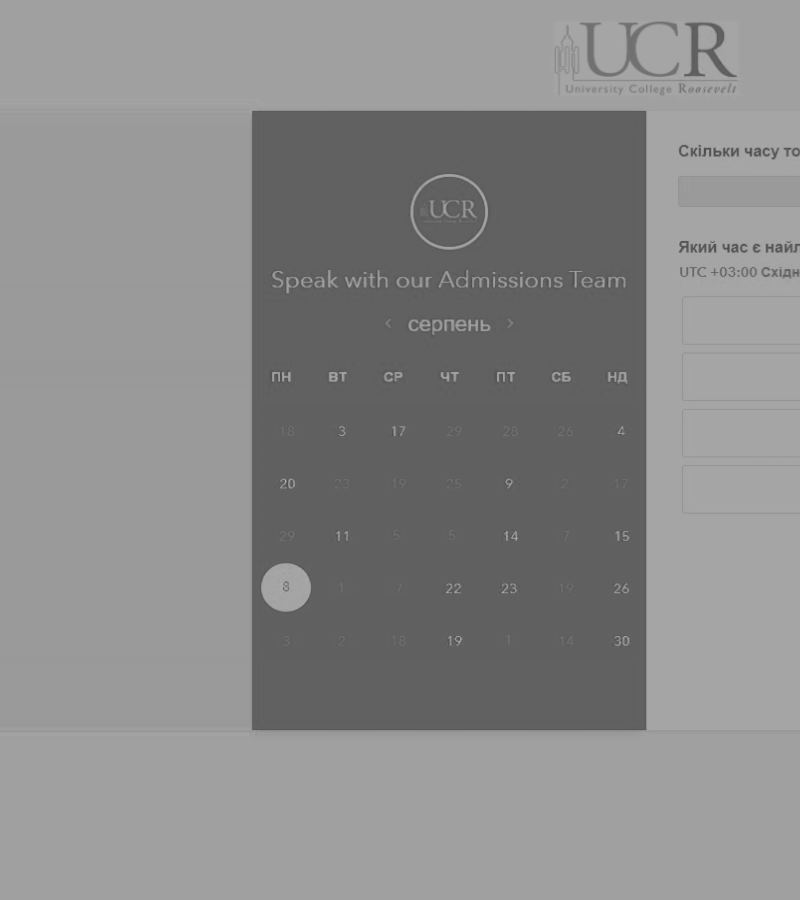 UCR
University College Roosevelt
UCR
Speak with our Admissions Team
< серпень >
ПН ВТ СР ЧТ ПТ СБ НД
18 3 17 29 28 26 4
20 23 19 25 9 2 17
29 11 5 5 14 7 15
8 1 7 22 23 19 26
3 2 18 19 1 14 30
Скільки часу то
Який час є найл
UTC +03:00 Східн